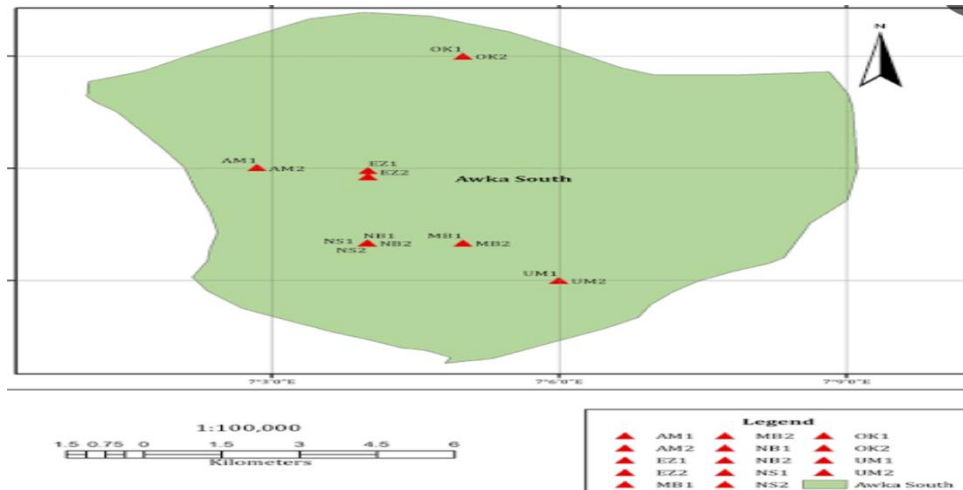 N
OK1
OK2
AM1
AM2
EZ1
EZ2
Awka South
NS1
NB1
NB2
NS2
MB1
MB2
UM1
UM2
7°3'0"E
7°6'0"E
7°9'0"E
1:100,000
1.5 0.75 0 1.5 3 4.5 6
Kilometers
Legend
AM1 MB2 OK1
AM2 NB1 OK2
EZ1 NB2 UM1
EZ2 NS1 UM2
MB1 NS2 Awka South